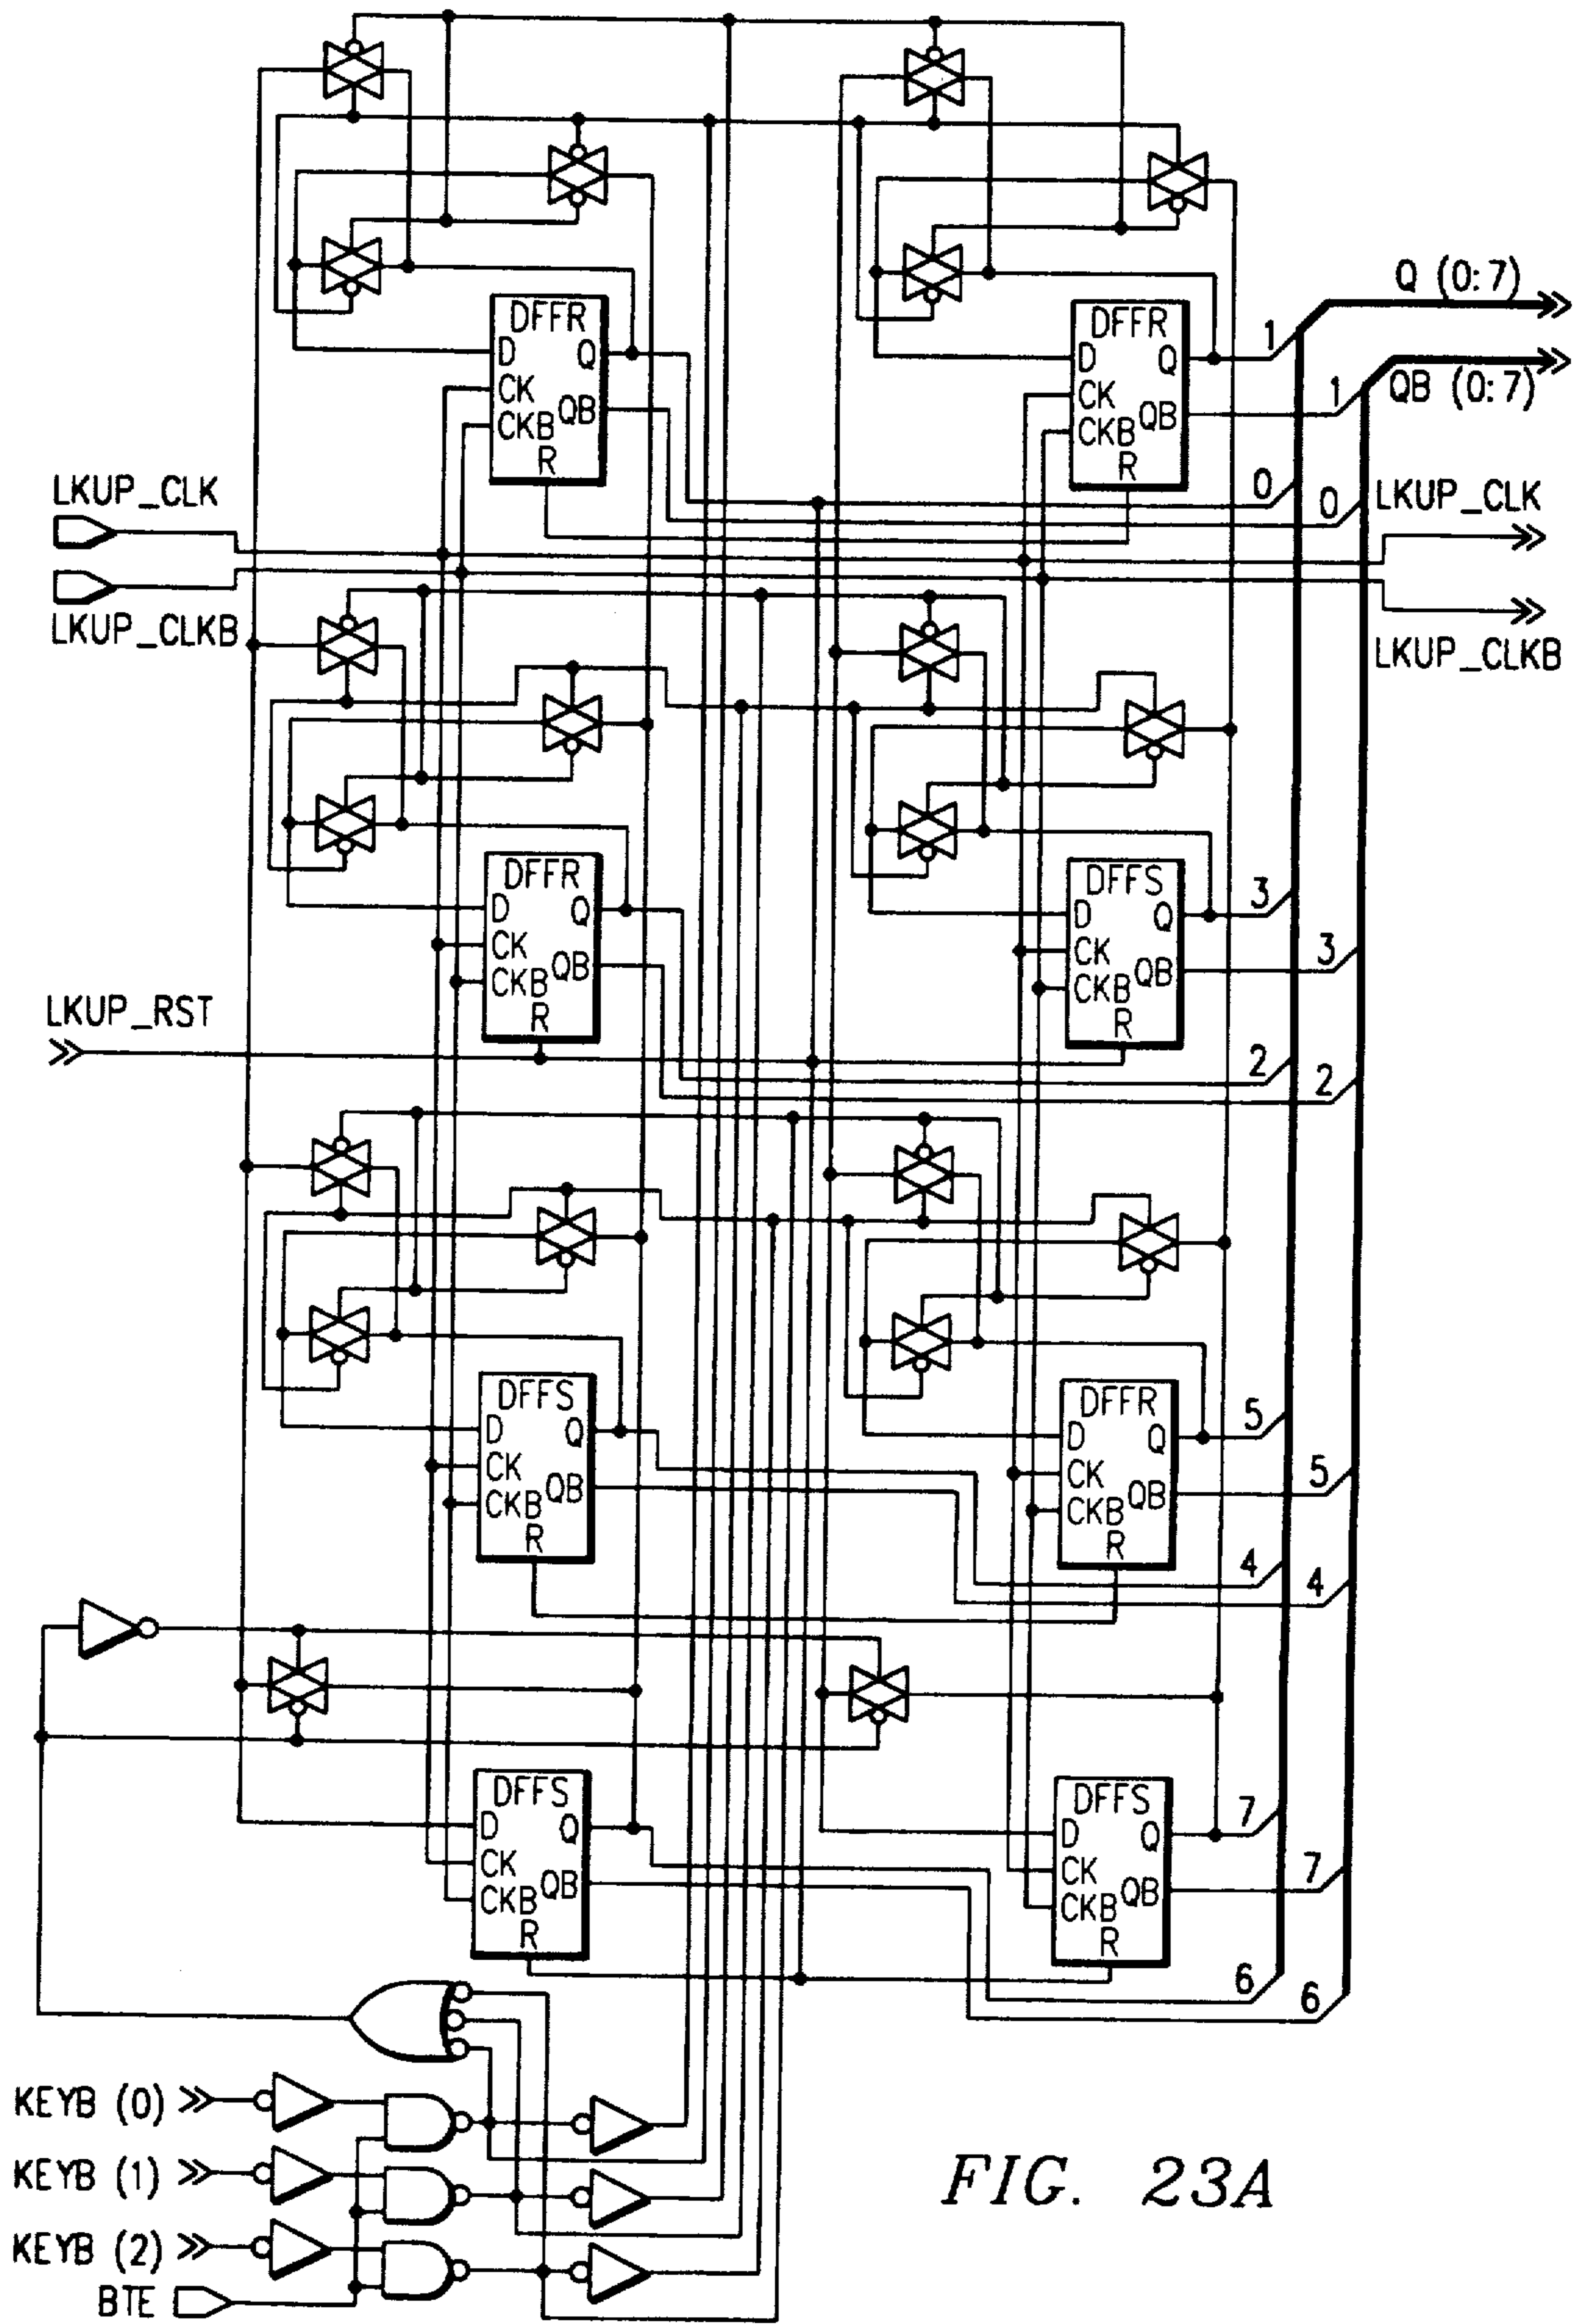 Q (0:7)
DFFR
D
Q
CK
QB
CKB
R
DFFR
D
Q
CK
QB
CKB
R
1
QB (0:7)
1
0
0
LKUP_CLK
LKUP_CLK
LKUP_CLKB
LKUP_CLKB
DFFR
D
Q
CK
QB
CKB
R
DFFS
D
Q
CK
QB
CKB
R
3
3
LKUP_RST
2
2
DFFS
D
Q
CK
QB
CKB
R
DFFR
D
Q
CK
QB
CKB
R
5
5
4
4
DFFS
D
Q
CK
QB
CKB
R
DFFS
D
Q
CK
QB
CKB
R
7
7
6
6
KEYB (0)
KEYB (1)
KEYB (2)
BTE
FIG. 23A